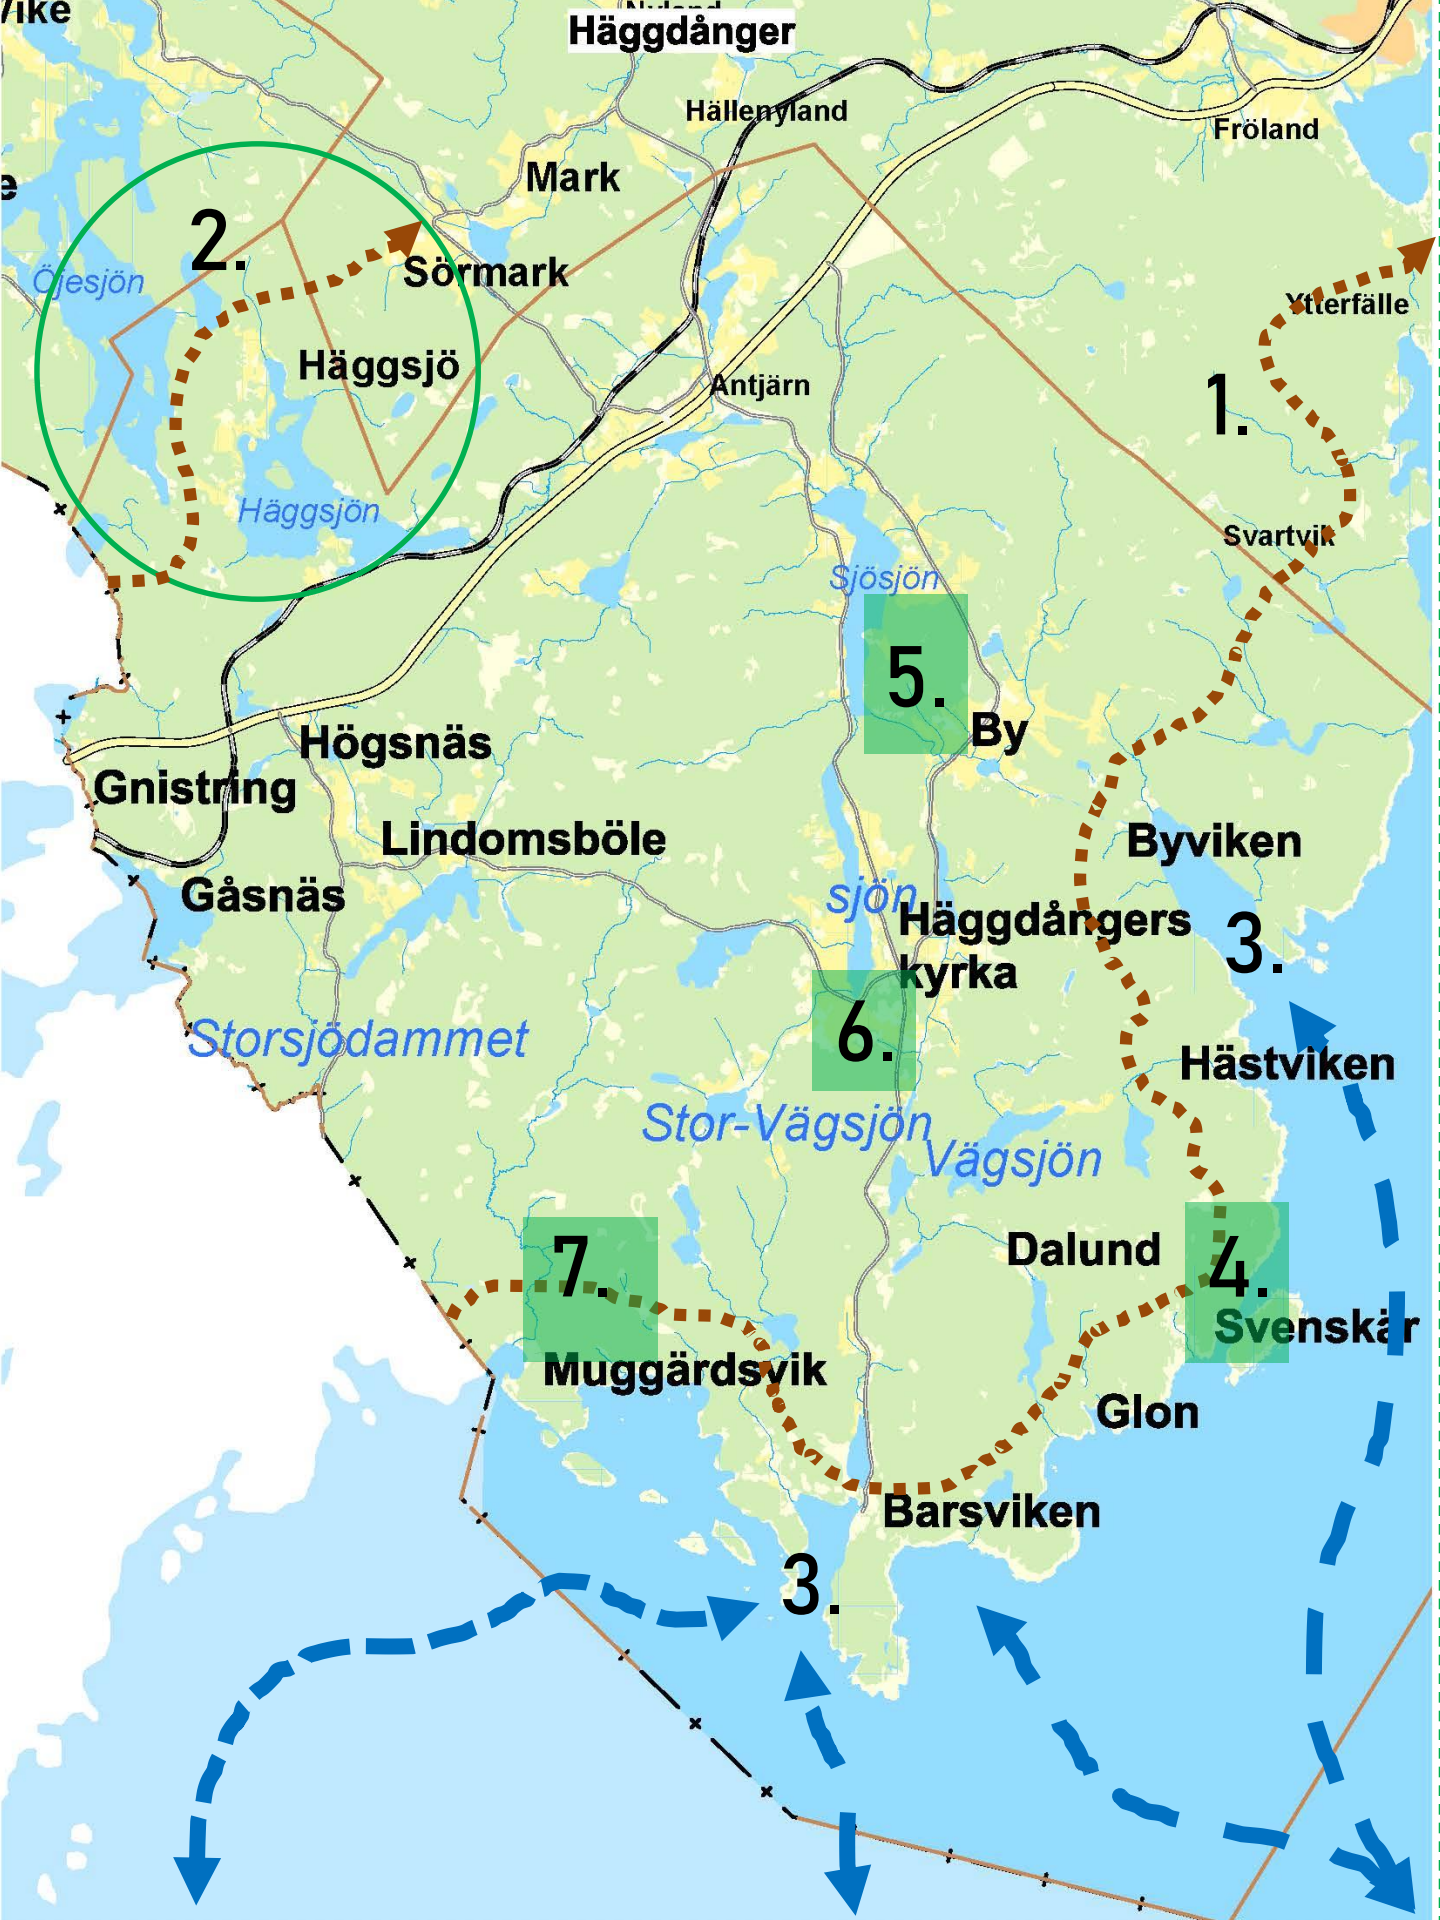 Häggdånger
Hällenyland
Fröland
Mark
2.
Öjesjön
Sörmark
Ytterfälle
Häggsjö
Antjärn
1.
Häggsjön
Svartvik
Sjösjön
5.
By
Högsnäs
Gnistring
Lindomsböle
Byviken
Gåsnäs
sjön
Häggdångers
kyrka
3.
Storsjödammet
6.
Hästviken
Stor-Vägsjön
Vägsjön
Dalund
7.
4.
Svenskär
Muggärdsvik
Glon
Barsviken
3.